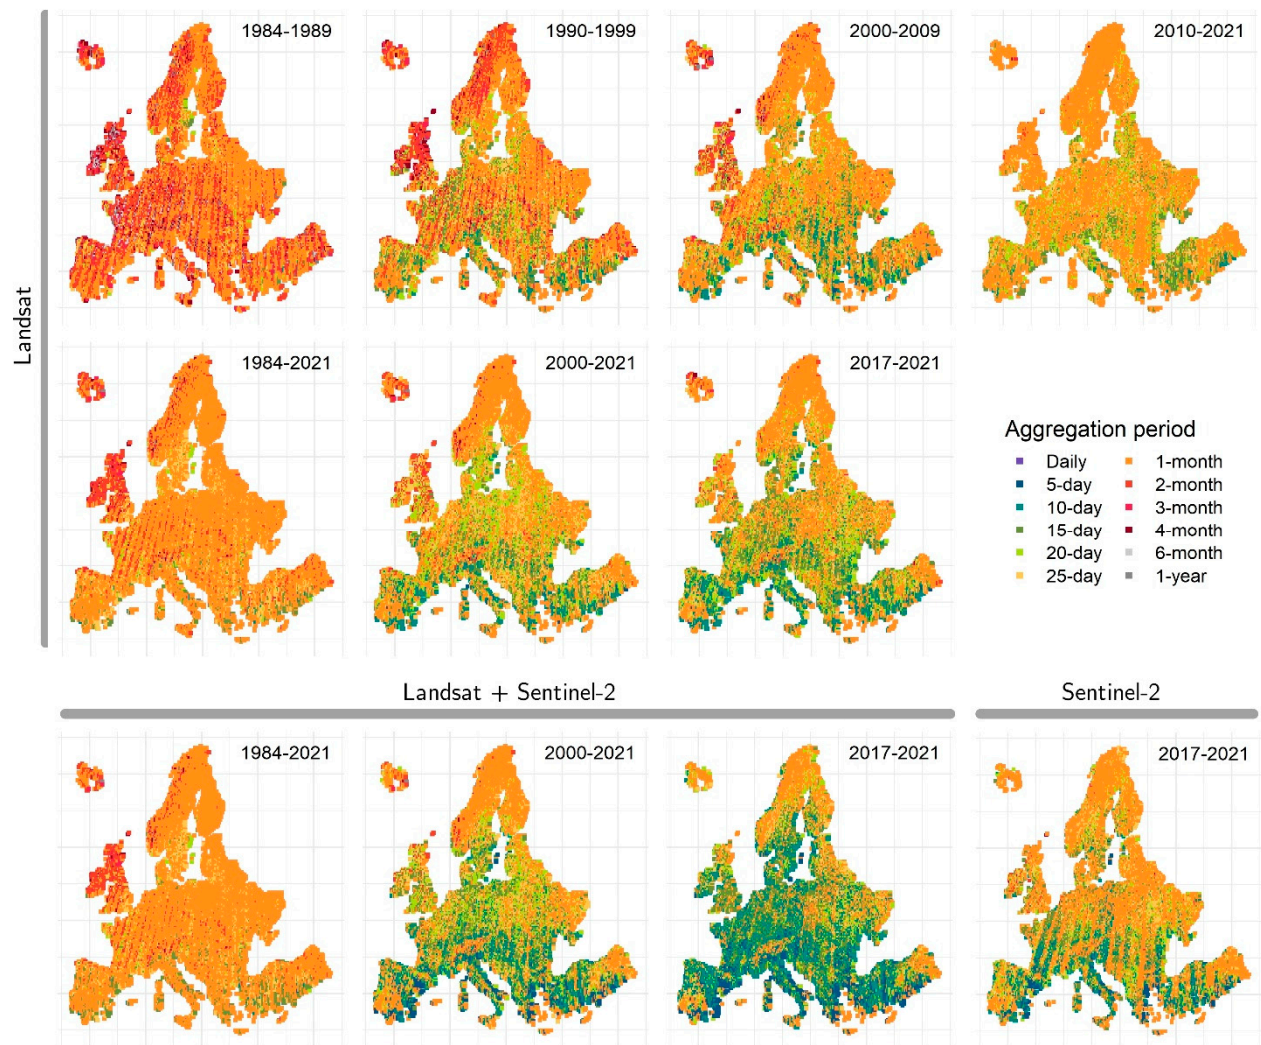 1984-1989
1990-1999
2000-2009
2010-2021
Landsat
1984-2021
2000-2021
2017-2021
Aggregation period
Daily
5-day
10-day
15-day
20-day
25-day
1-month
2-month
3-month
4-month
6-month
1-year
Landsat + Sentinel-2
Sentinel-2
1984-2021
2000-2021
2017-2021
2017-2021